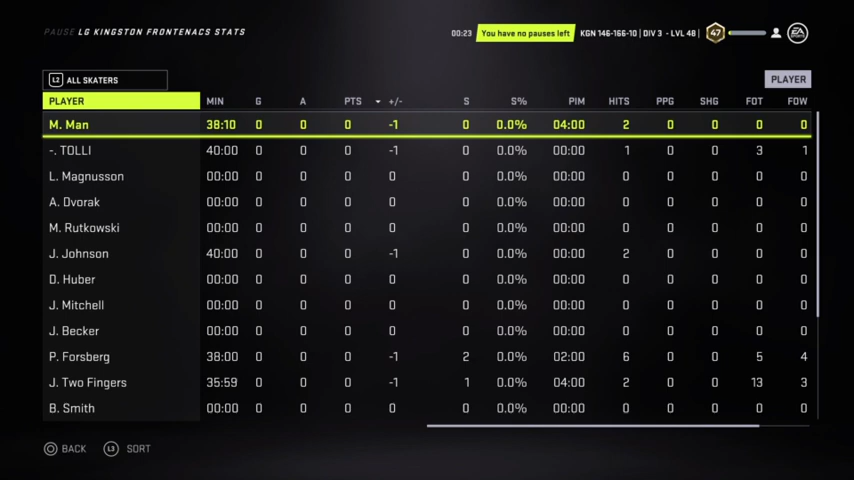 PAUSE LG KINGSTON FRONTENACS STATS
00:23 You have no pauses left KGN 146-166-10 | DIV 3 - LVL 48 | 47 EA SPORTS
L2 ALL SKATERS PLAYER
PLAYER MIN G A PTS +/- S S% PIM HITS PPG SHG FOT FOW
M. Man 38:10 0 0 0 -1 0 0.0% 04:00 2 0 0 0 0
-. TOLLI 40:00 0 0 0 -1 0 0.0% 00:00 1 0 0 3 1
L. Magnusson 00:00 0 0 0 0 0 0.0% 00:00 0 0 0 0 0
A. Dvorak 00:00 0 0 0 0 0 0.0% 00:00 0 0 0 0 0
M. Rutkowski 00:00 0 0 0 0 0 0.0% 00:00 0 0 0 0 0
J. Johnson 40:00 0 0 0 -1 0 0.0% 00:00 2 0 0 0 0
D. Huber 00:00 0 0 0 0 0 0.0% 00:00 0 0 0 0 0
J. Mitchell 00:00 0 0 0 0 0 0.0% 00:00 0 0 0 0 0
J. Becker 00:00 0 0 0 0 0 0.0% 00:00 0 0 0 0 0
P. Forsberg 38:00 0 0 0 -1 2 0.0% 02:00 6 0 0 5 4
J. Two Fingers 35:59 0 0 0 -1 1 0.0% 04:00 2 0 0 13 3
B. Smith 00:00 0 0 0 0 0 0.0% 00:00 0 0 0 0 0
BACK L3 SORT